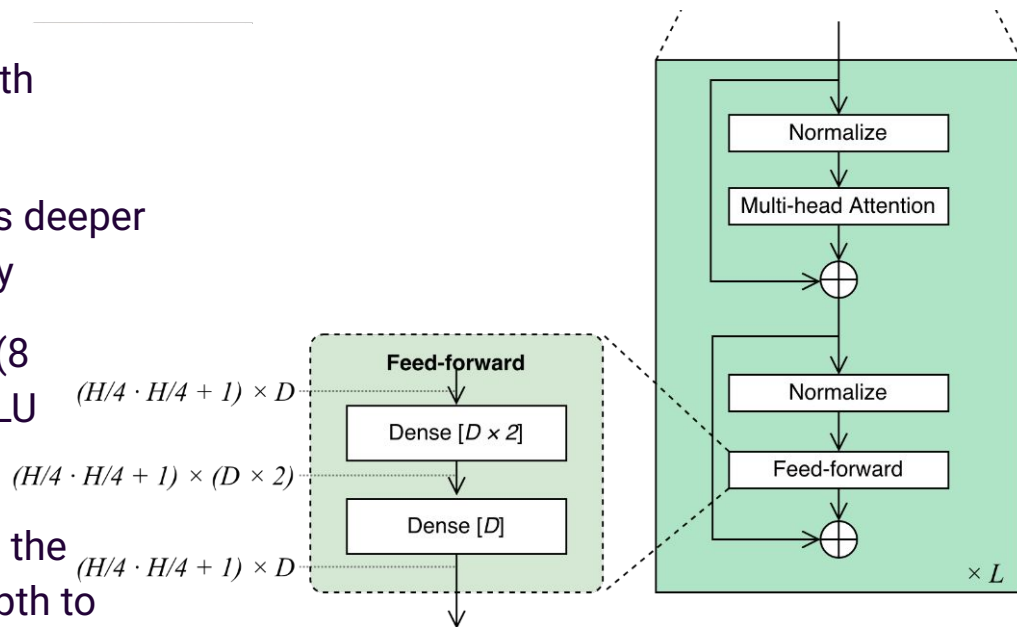 th
s deeper
y
(8
LU
the
pth to
Normalize
Multi-head Attention
Normalize
Feed-forward
× L
Feed-forward
(H/4 · H/4 + 1) × D
Dense [D × 2]
(H/4 · H/4 + 1) × (D × 2)
Dense [D]
(H/4 · H/4 + 1) × D